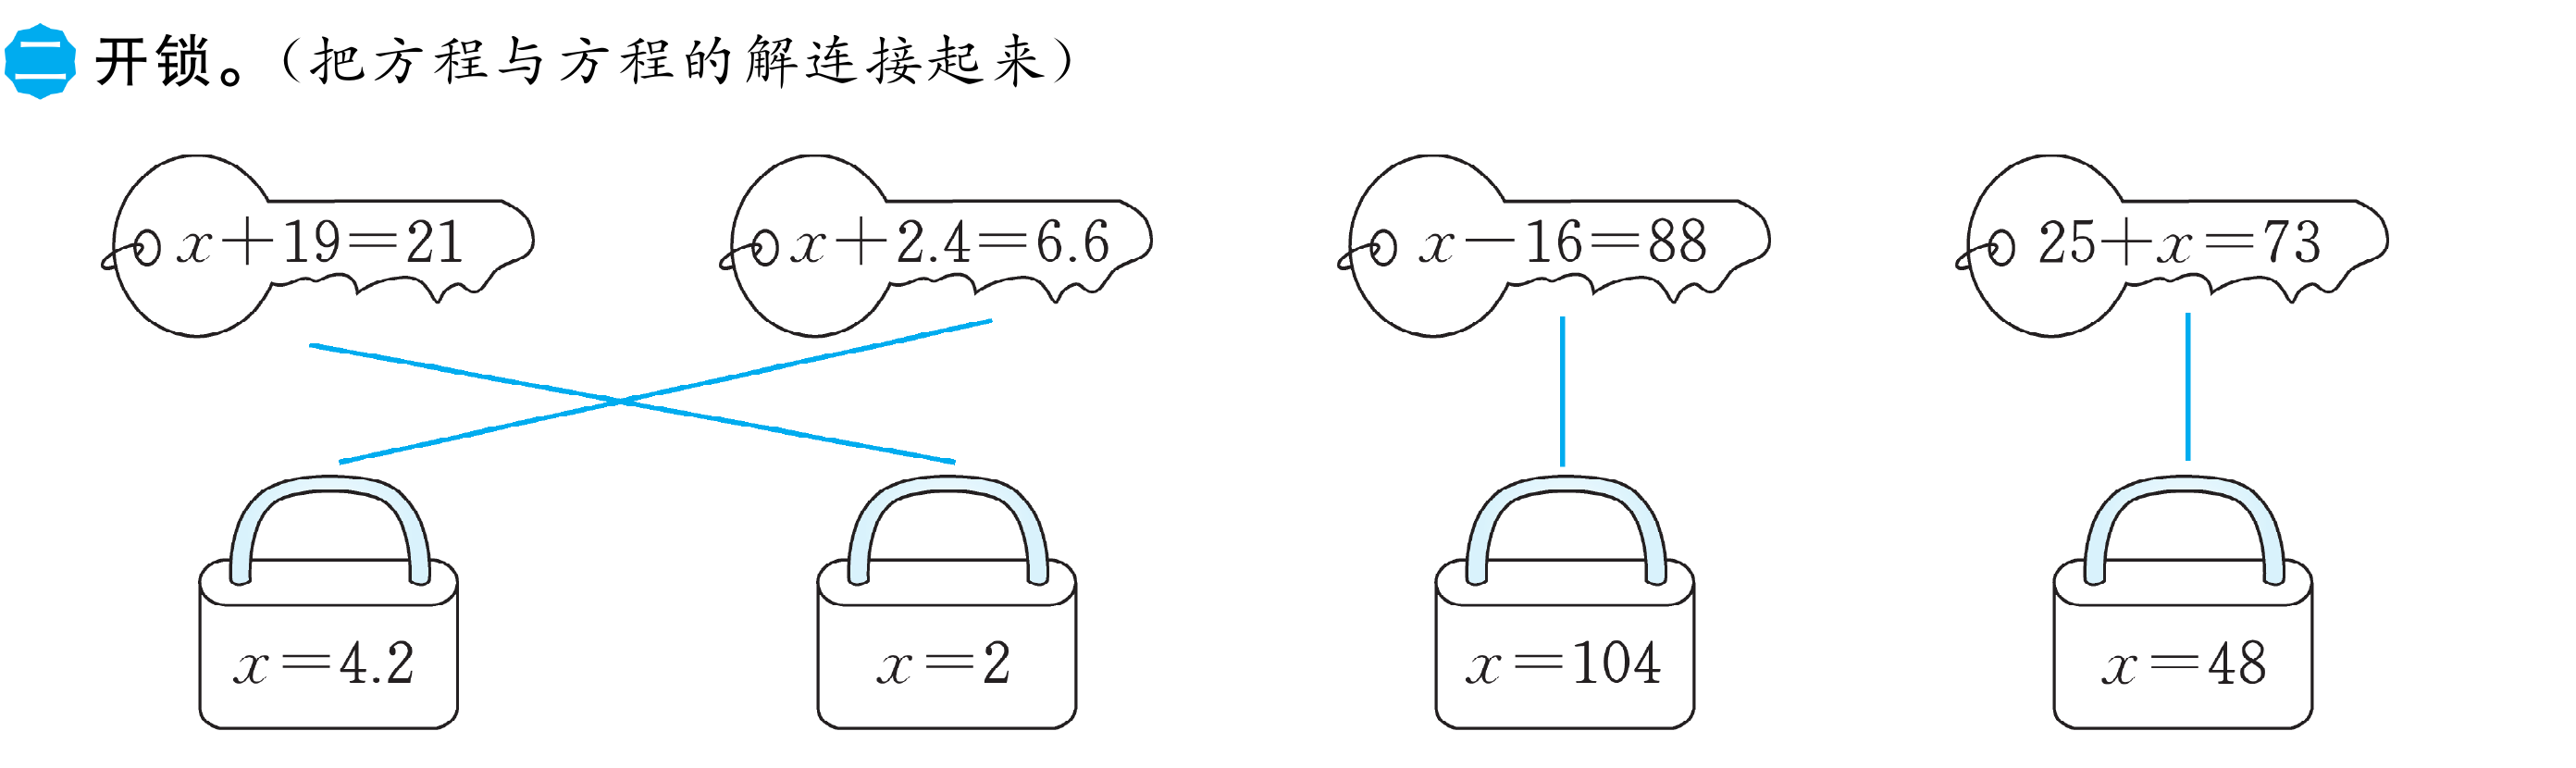 二 开锁。(把方程与方程的解连接起来)
x+19=21 x+2.4=6.6 x−16=88 25+x=73
x=4.2 x=2 x=104 x=48